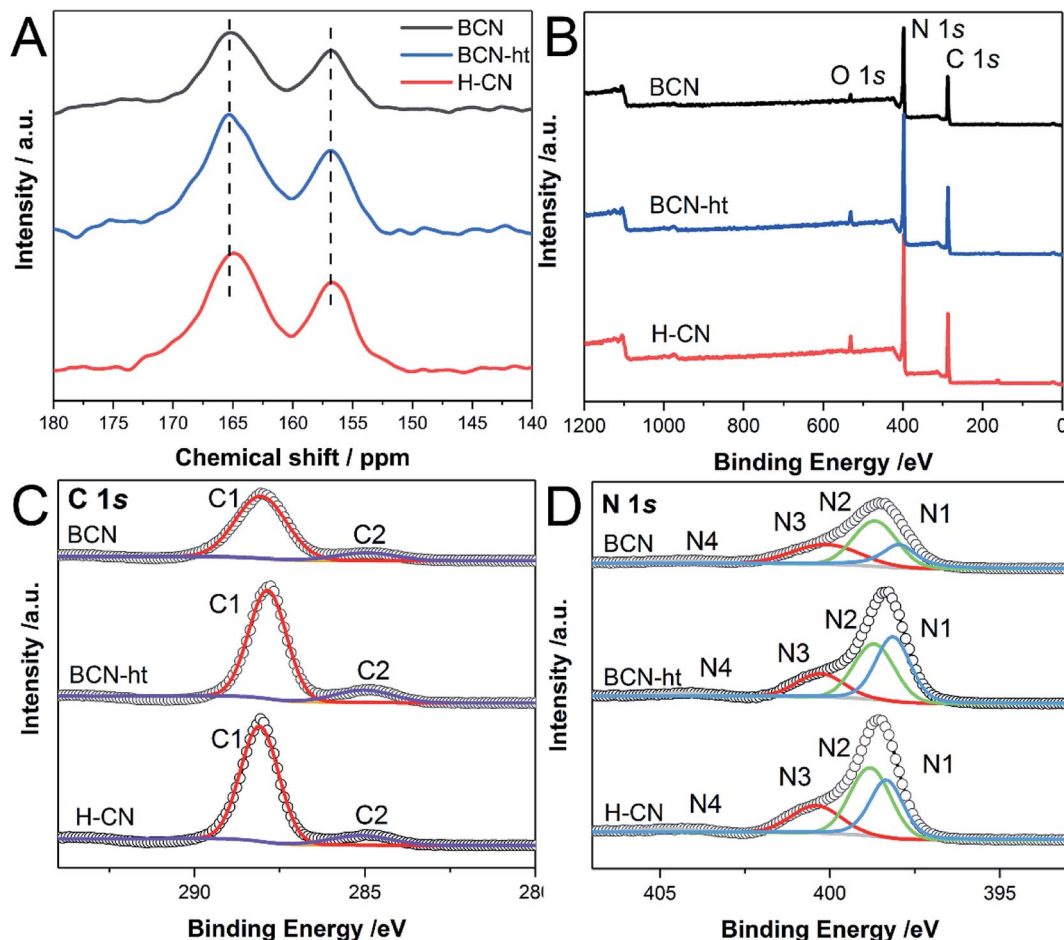 A
BCN
BCN-ht
H-CN
Intensity / a.u.
180 175 170 165 160 155 150 145 140
Chemical shift / ppm
B
N 1s
C 1s
O 1s
BCN
BCN-ht
H-CN
Intensity /a.u.
1200 1000 800 600 400 200 0
Binding Energy /eV
C
C 1s
C1
C2
BCN
C1
C2
BCN-ht
C1
C2
H-CN
Intensity /a.u.
290 285 280
Binding Energy /eV
D
N 1s
N4 N3 N2 N1
BCN
N4 N3 N2 N1
BCN-ht
N4 N3 N2 N1
H-CN
Intensity /a.u.
405 400 395
Binding Energy /eV